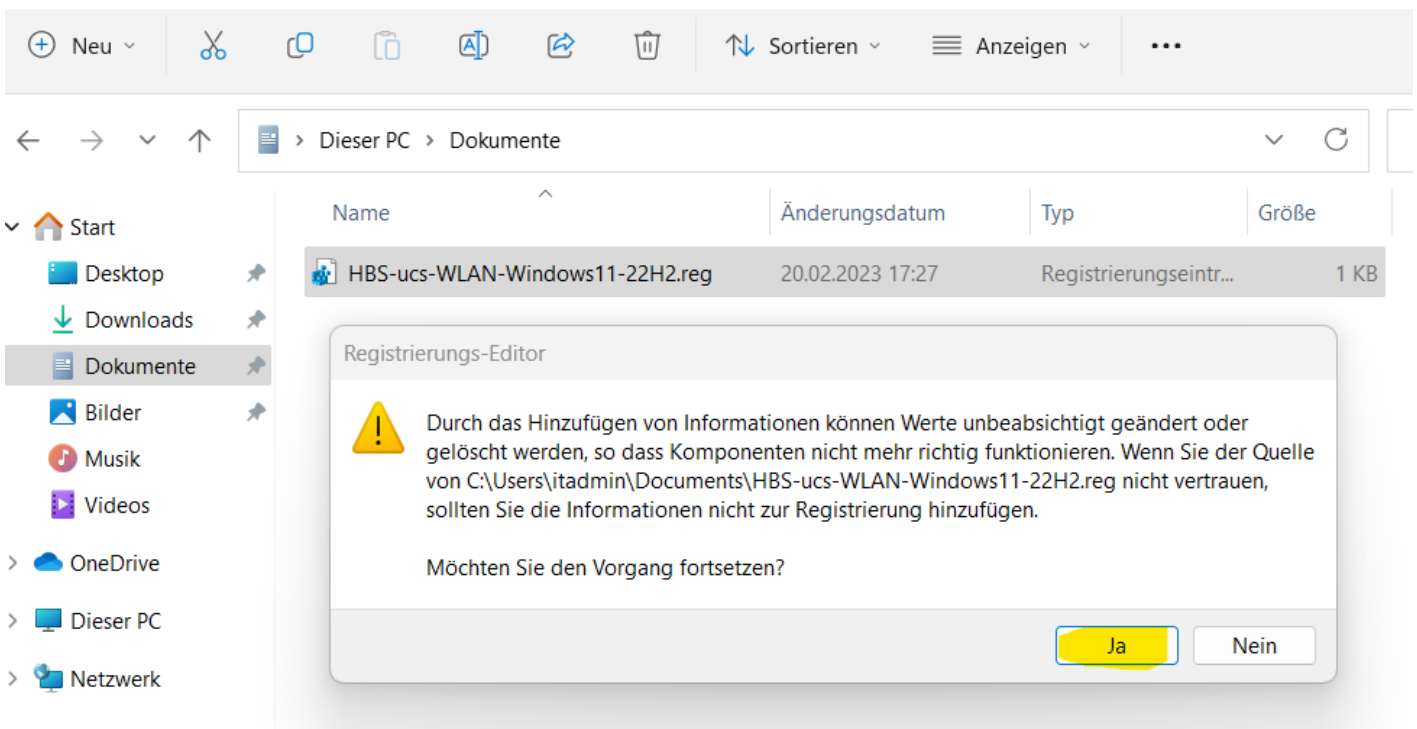 Neu
Sortieren
Anzeigen
Dieser PC > Dokumente
Name
Änderungsdatum
Typ
Größe
Start
Desktop
Downloads
Dokumente
Bilder
Musik
Videos
OneDrive
Dieser PC
Netzwerk
HBS-ucs-WLAN-Windows11-22H2.reg
20.02.2023 17:27
Registrierungseintr...
1 KB
Registrierungs-Editor
Durch das Hinzufügen von Informationen können Werte unbeabsichtigt geändert oder
gelöscht werden, so dass Komponenten nicht mehr richtig funktionieren. Wenn Sie der Quelle
von C:\Users\itadmin\Documents\HBS-ucs-WLAN-Windows11-22H2.reg nicht vertrauen,
sollten Sie die Informationen nicht zur Registrierung hinzufügen.
Möchten Sie den Vorgang fortsetzen?
Ja
Nein